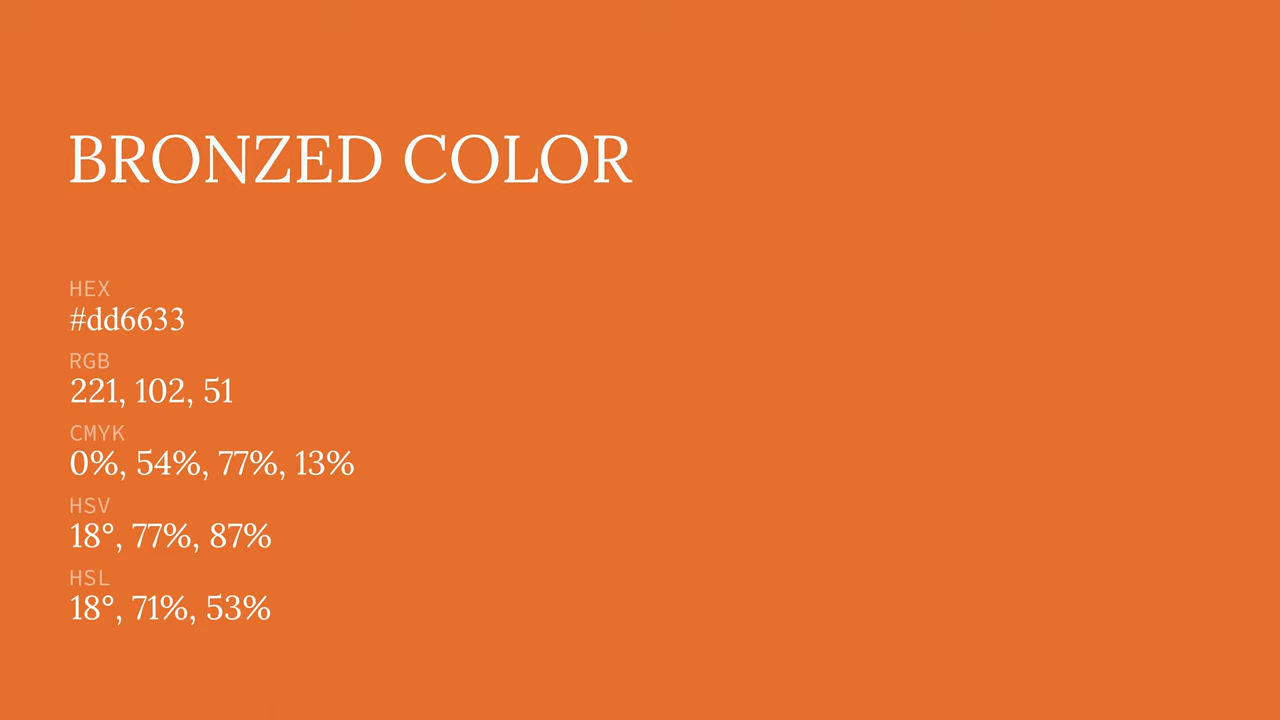 BRONZED COLOR
HEX
#dd6633
RGB
221, 102, 51
CMYK
0%, 54%, 77%, 13%
HSV
18°, 77%, 87%
HSL
18°, 71%, 53%